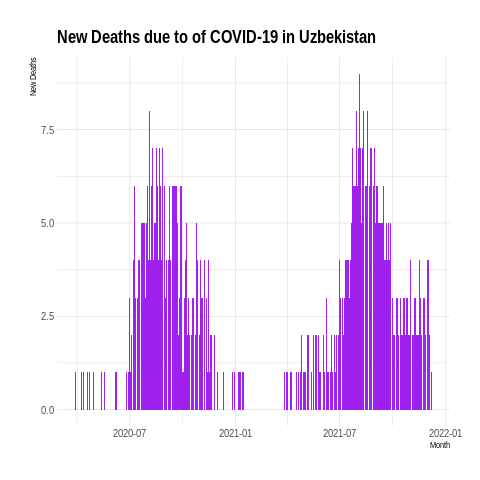 New Deaths due to of COVID-19 in Uzbekistan
New Deaths
7.5
5.0
2.5
0.0
2020-07 2021-01 2021-07 2022-01
Month